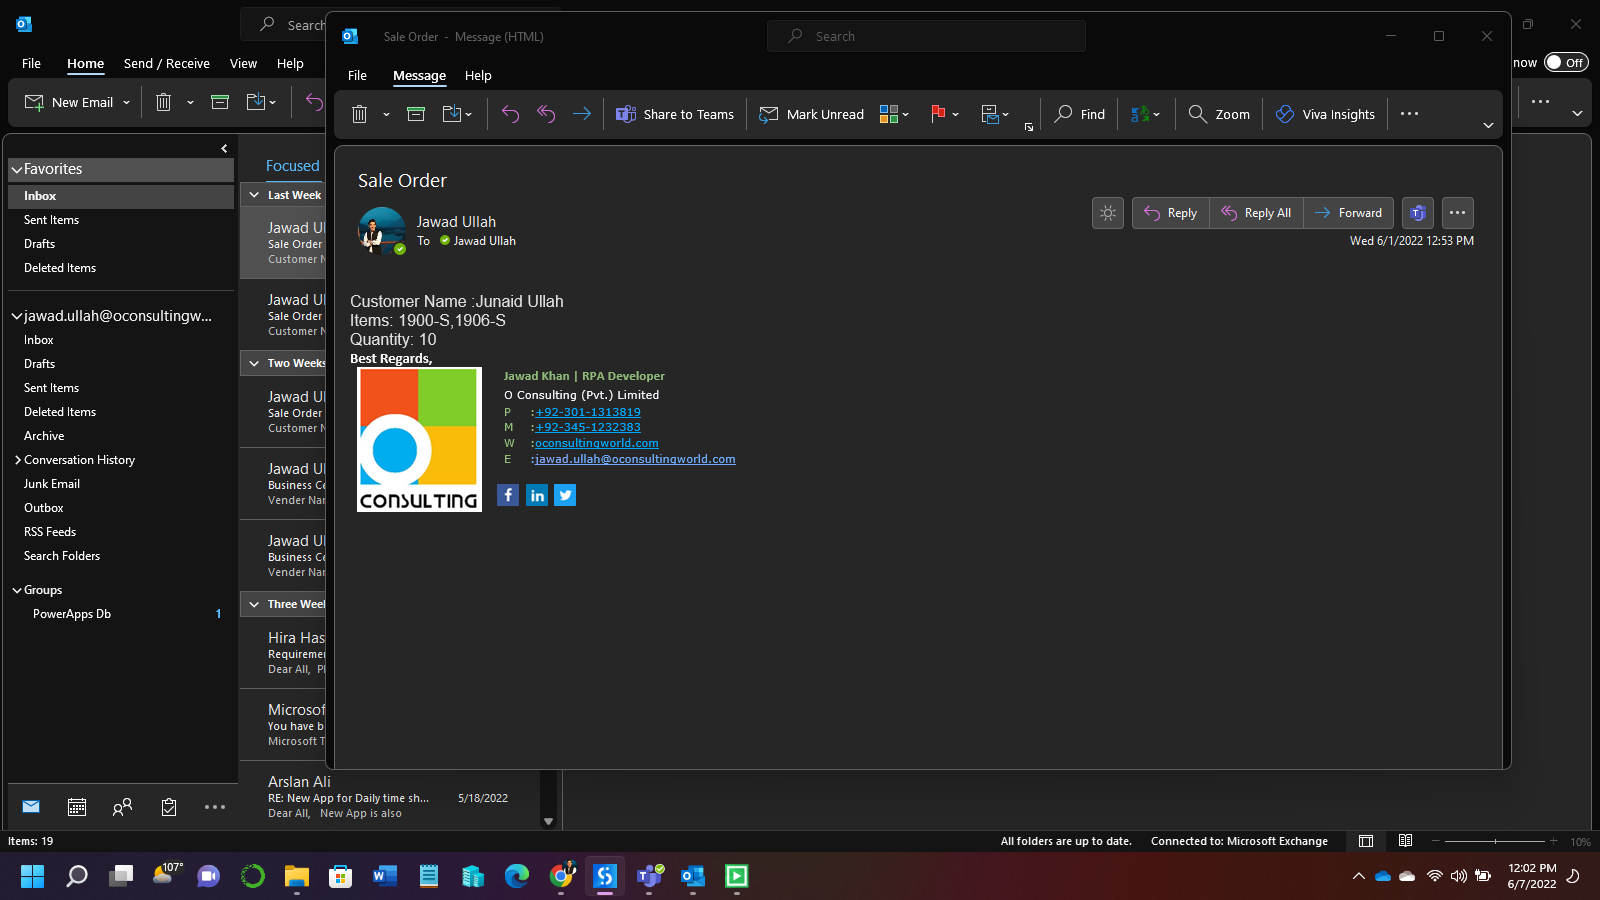 Search
Sale Order - Message (HTML)
Search
File
Home
Send / Receive
View
Help
now
Off
File
Message
Help
New Email
Share to Teams
Mark Unread
Find
Zoom
Viva Insights
Favorites
Inbox
Sent Items
Drafts
Deleted Items
jawad.ullah@oconsultingw...
Inbox
Drafts
Sent Items
Deleted Items
Archive
Conversation History
Junk Email
Outbox
RSS Feeds
Search Folders
Groups
PowerApps Db 1
Focused
Last Week
Jawad Ul
Sale Order
Customer N
Jawad Ul
Sale Order
Customer N
Two Weeks
Jawad Ul
Sale Order
Customer N
Jawad Ul
Business Ce
Vender Nar
Jawad Ul
Business Ce
Vender Nar
Three Weel
Hira Has
Requiremer
Dear All, Pl
Microsof
You have b
Microsoft T
Arslan Ali
RE: New App for Daily time sh... 5/18/2022
Dear All, New App is also
Sale Order
Jawad Ullah
To Jawad Ullah
Reply
Reply All
Forward
Wed 6/1/2022 12:53 PM
Customer Name :Junaid Ullah
Items: 1900-S,1906-S
Quantity: 10
Best Regards,
CONSULTING
Jawad Khan | RPA Developer
O Consulting (Pvt.) Limited
P :+92-301-1313819
M :+92-345-1232383
W :oconsultingworld.com
E :jawad.ullah@oconsultingworld.com
f in
Items: 19
All folders are up to date.
Connected to: Microsoft Exchange
10%
107°
12:02 PM
6/7/2022